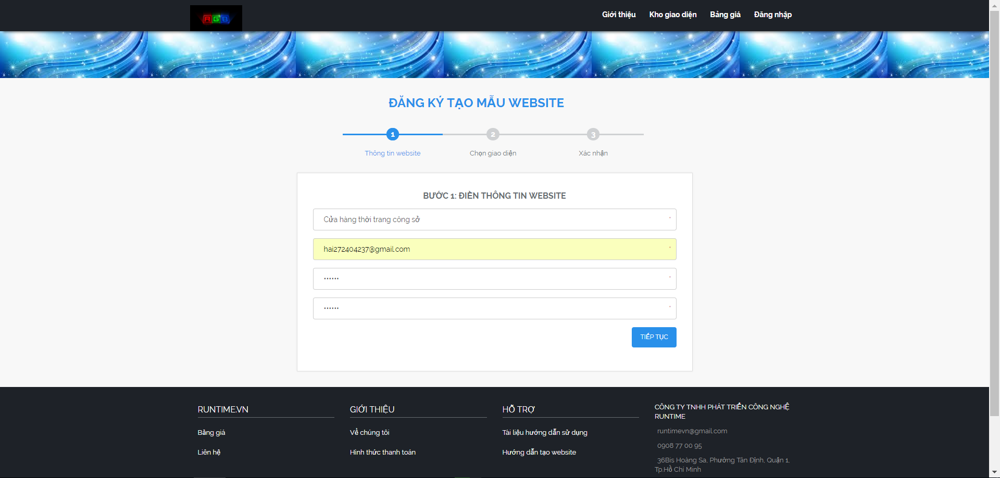 RGB
Giới thiệu Kho giao diện Bảng giá Đăng nhập
ĐĂNG KÝ TẠO MẪU WEBSITE
1 2 3
Thông tin website Chọn giao diện Xác nhận
BƯỚC 1: ĐIỀN THÔNG TIN WEBSITE
Cửa hàng thời trang công sở *
hai272404237@gmail.com *
•••••• *
•••••• *
TIẾP TỤC
RUNTIME.VN
Bảng giá
Liên hệ
GIỚI THIỆU
Về chúng tôi
Hình thức thanh toán
HỖ TRỢ
Tài liệu hướng dẫn sử dụng
Hướng dẫn tạo website
CÔNG TY TNHH PHÁT TRIỂN CÔNG NGHỆ
RUNTIME
runtimevn@gmail.com
0908 77 00 95
36Bis Hoàng Sa, Phường Tân Định, Quận 1,
Tp.Hồ Chí Minh